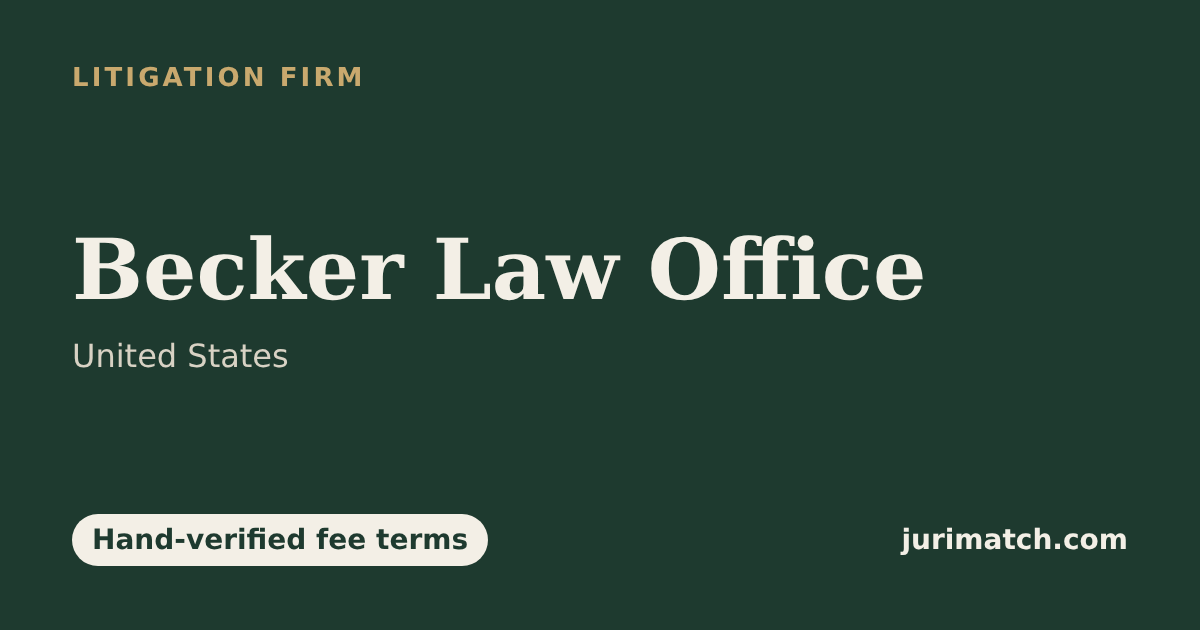 LITIGATION FIRM
Becker Law Office
United States
Hand-verified fee terms
jurimatch.com